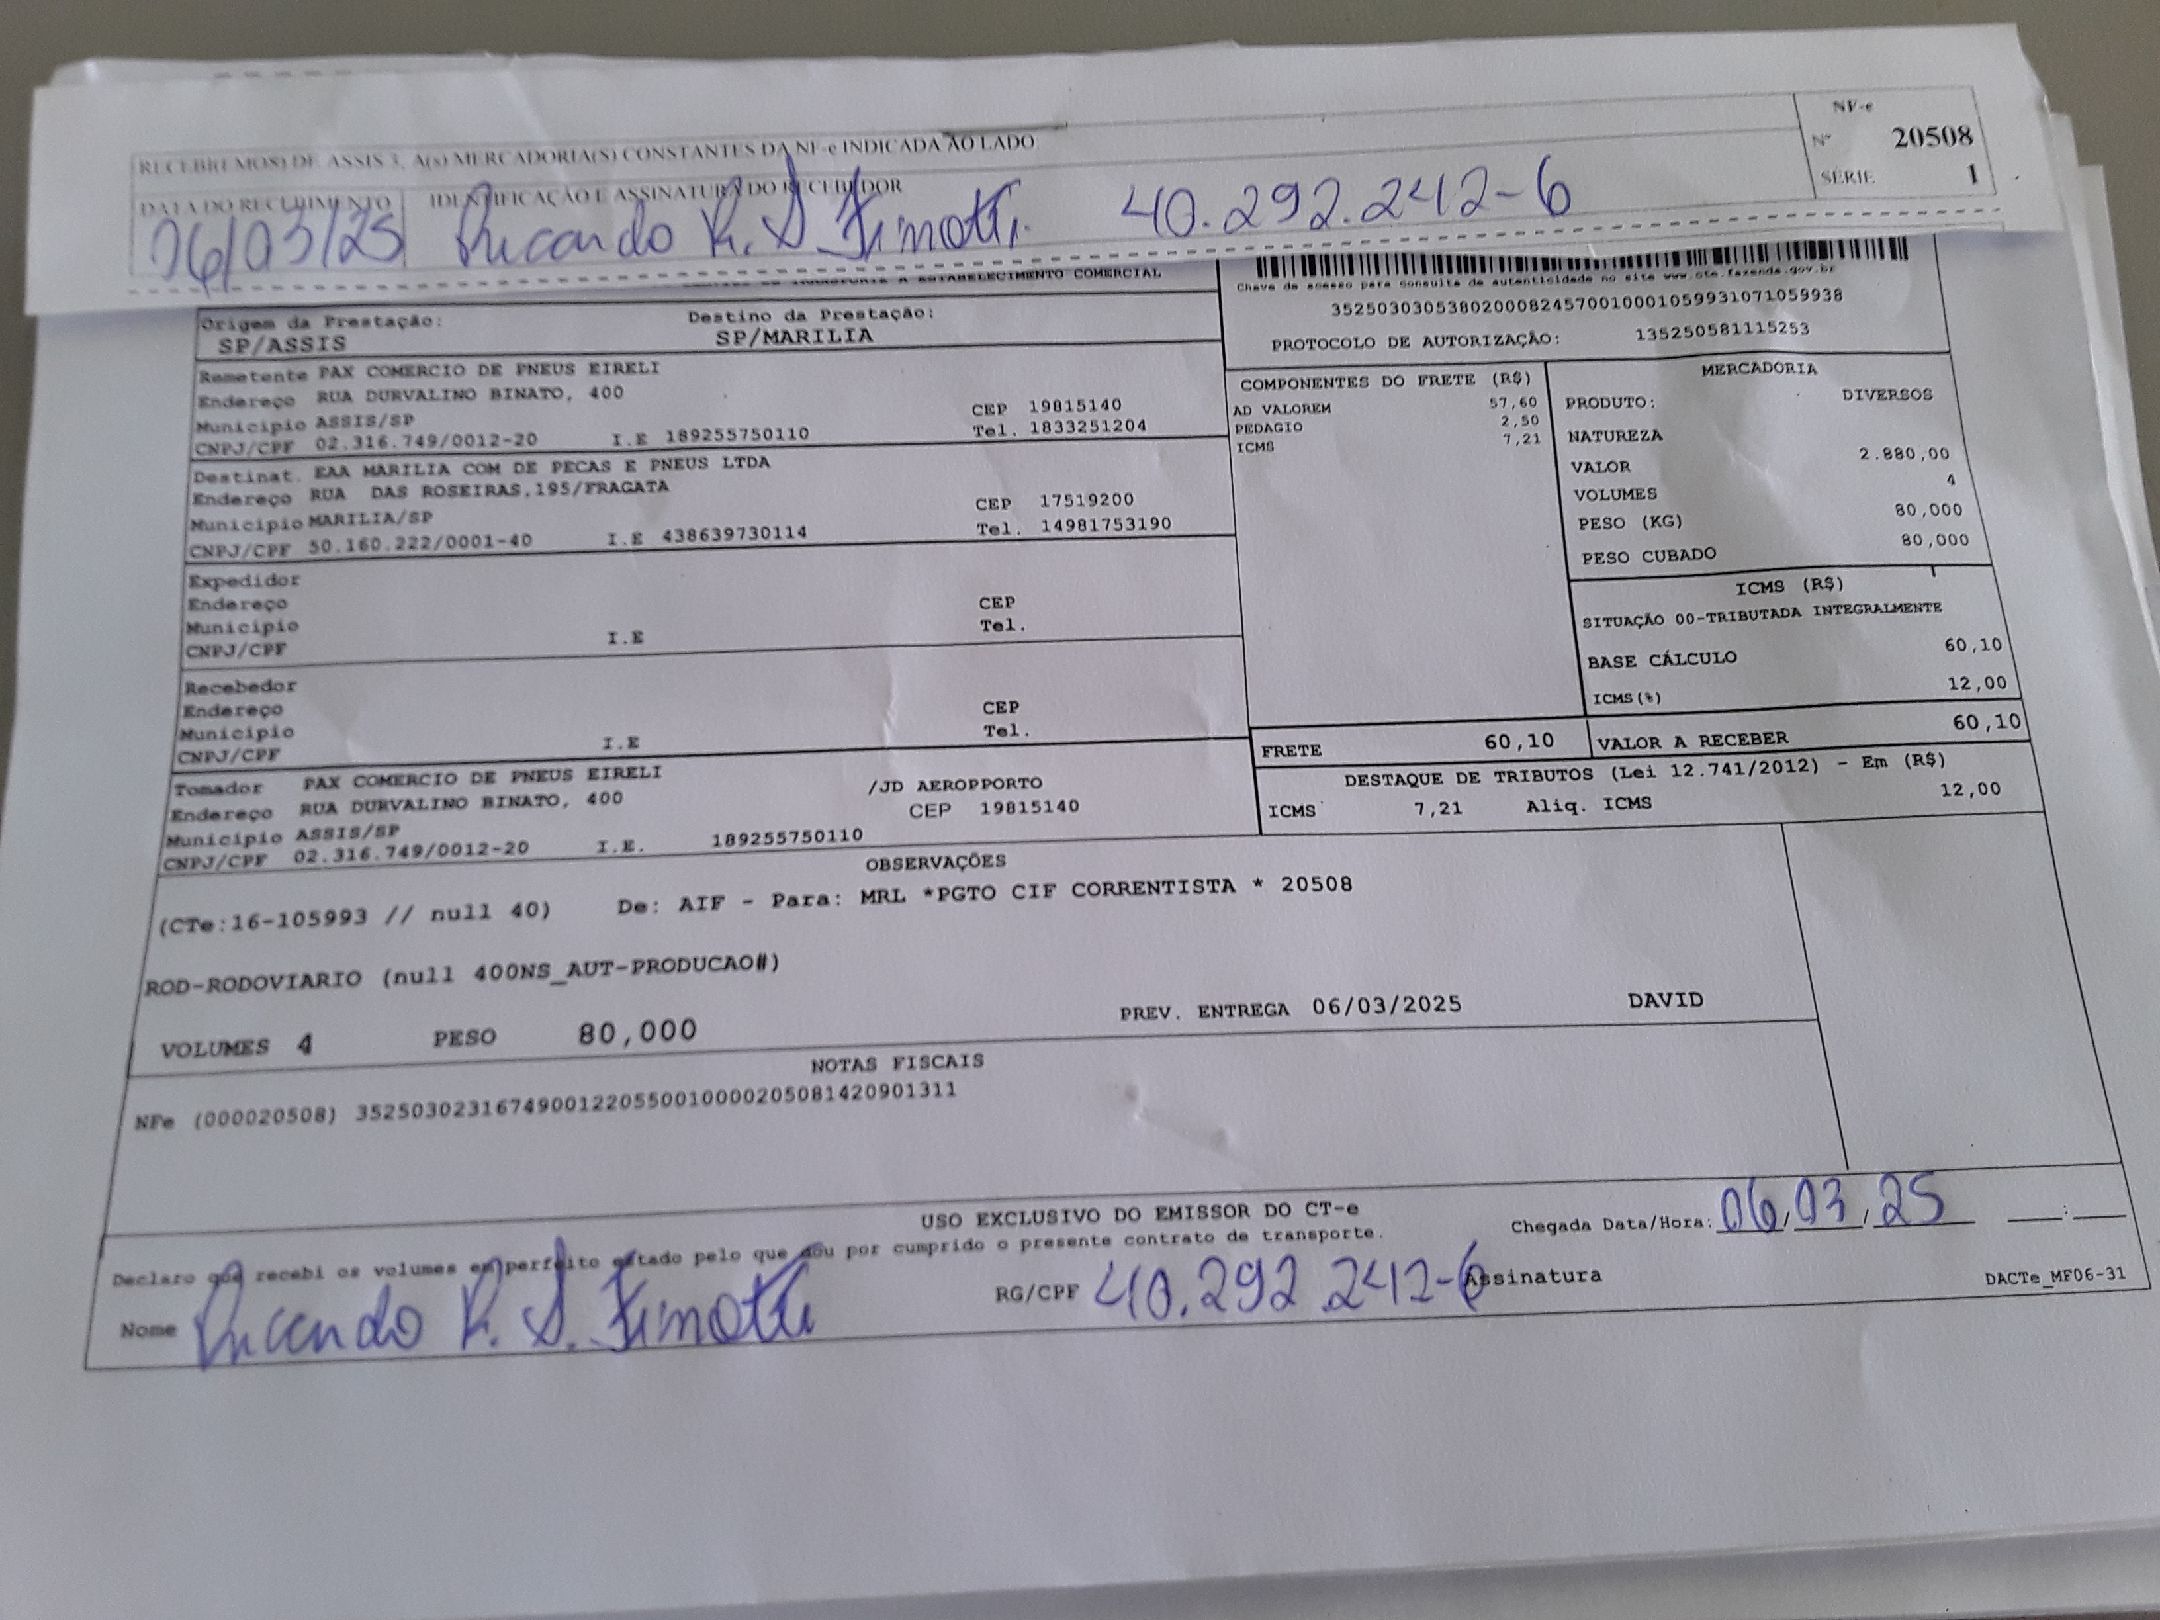 RECEBI(EMOS) DE ASSIS 3, A(s) MERCADORIA(S) CONSTANTES DA NF-e INDICADA AO LADO
NF-e
Nº 20508
SÉRIE 1
DATA DO RECEBIMENTO IDENTIFICAÇÃO E ASSINATURA DO RECEBEDOR
06/03/25 Ricardo R. S. 40.292.242-6
ESTABELECIMENTO COMERCIAL
Chave de acesso para consulta de autenticidade no site www.cte.fazenda.gov.br
35250303053802000824570010001059931071059938
PROTOCOLO DE AUTORIZAÇÃO: 135250581115253
Origem da Prestação: Destino da Prestação:
SP/ASSIS SP/MARILIA
Remetente PAX COMERCIO DE PNEUS EIRELI
Endereço RUA DURVALINO BINATO, 400
Municipio ASSIS/SP CEP 19815140
CNPJ/CPF 02.316.749/0012-20 I.E 189255750110 Tel. 1833251204
Destinat. EAA MARILIA COM DE PECAS E PNEUS LTDA
Endereço RUA DAS ROSEIRAS,195/FRAGATA
Municipio MARILIA/SP CEP 17519200
CNPJ/CPF 50.160.222/0001-40 I.E 438639730114 Tel. 14981753190
Expedidor
Endereço CEP
Municipio Tel.
CNPJ/CPF I.E
Recebedor
Endereço CEP
Municipio Tel.
CNPJ/CPF I.E
Tomador PAX COMERCIO DE PNEUS EIRELI /JD AEROPPORTO
Endereço RUA DURVALINO BINATO, 400 CEP 19815140
Municipio ASSIS/SP
CNPJ/CPF 02.316.749/0012-20 I.E. 189255750110
COMPONENTES DO FRETE (R$)
AD VALOREM 57,60
PEDAGIO 2,50
ICMS 7,21
MERCADORIA
PRODUTO: DIVERSOS
NATUREZA
VALOR 2.880,00
VOLUMES 4
PESO (KG) 80,000
PESO CUBADO 80,000
ICMS (R$)
SITUAÇÃO 00-TRIBUTADA INTEGRALMENTE
BASE CÁLCULO 60,10
ICMS(%) 12,00
FRETE 60,10 VALOR A RECEBER 60,10
DESTAQUE DE TRIBUTOS (Lei 12.741/2012) - Em (R$)
ICMS 7,21 Aliq. ICMS 12,00
OBSERVAÇÕES
(CTe:16-105993 // null 40) De: AIF - Para: MRL *PGTO CIF CORRENTISTA * 20508
ROD-RODOVIARIO (null 400NS_AUT-PRODUCAO#)
VOLUMES 4 PESO 80,000 PREV. ENTREGA 06/03/2025 DAVID
NOTAS FISCAIS
NFe (000020508) 35250302316749001220550010000205081420901311
USO EXCLUSIVO DO EMISSOR DO CT-e
Declaro que recebi os volumes em perfeito estado pelo que dou por cumprido o presente contrato de transporte.
Chegada Data/Hora: 06/03/25 __:__
Nome Ricardo R. S. RG/CPF 40.292.242-6 Assinatura
DACTe_MF06-31